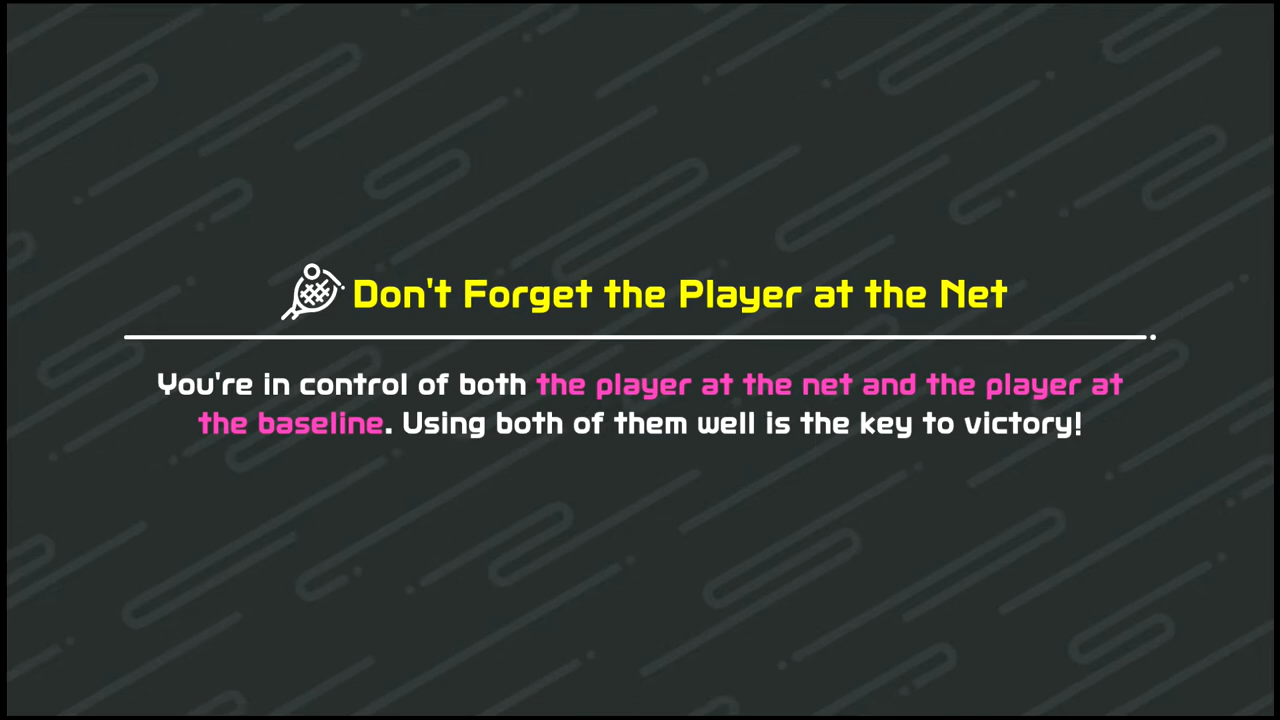 Don't Forget the Player at the Net
You're in control of both the player at the net and the player at
the baseline. Using both of them well is the key to victory!